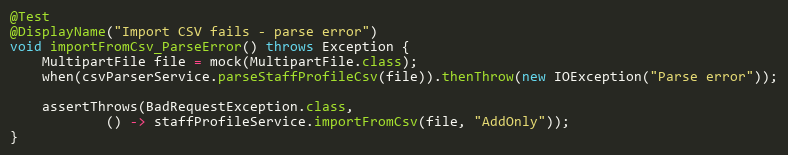 @Test
@DisplayName("Import CSV fails - parse error")
void importFromCsv_ParseError() throws Exception {
    MultipartFile file = mock(MultipartFile.class);
    when(csvParserService.parseStaffProfileCsv(file)).thenThrow(new IOException("Parse error"));

    assertThrows(BadRequestException.class,
            () -> staffProfileService.importFromCsv(file, "AddOnly"));
}